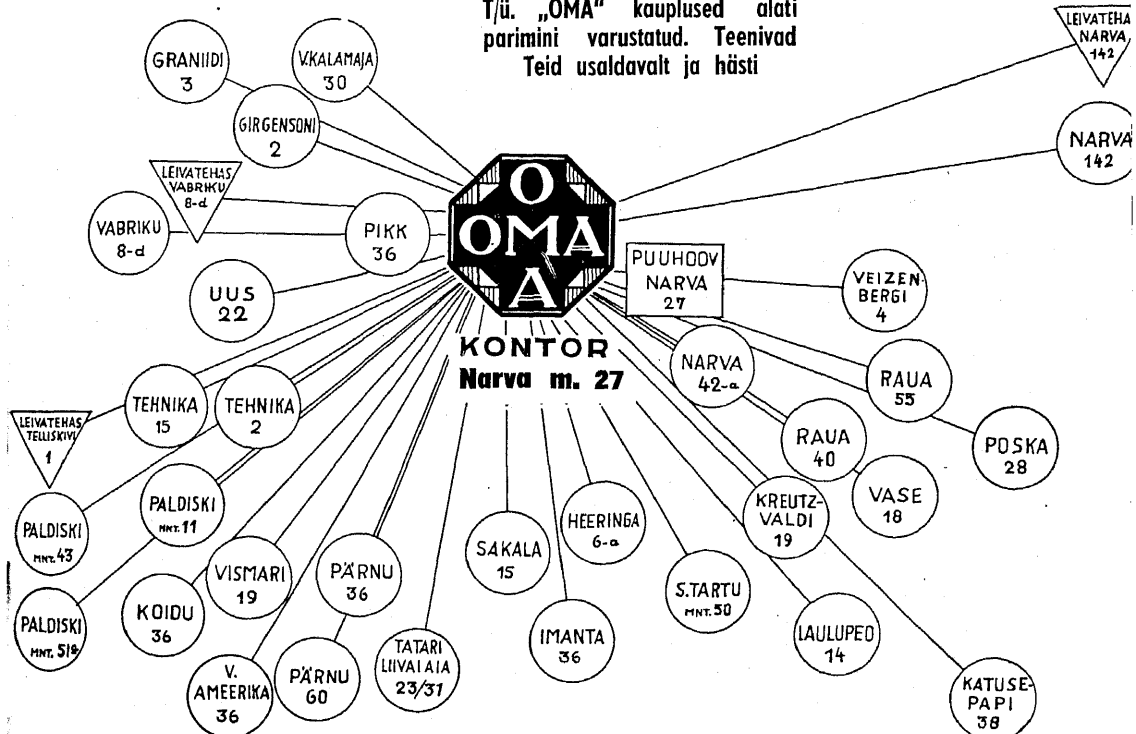 T/ü. „OMA“ kauplused alati
parimini varustatud. Teenivad
Teid usaldavalt ja hästi
LEIVATEHA
NARVA
142
GRANIIDI
3
V.KALAMAJA
30
GIRGENSONI
2
NARVA
142
LEIVATEHAS
VABRIKU
8-d
VABRIKU
8-d
PIKK
36
O
OMA
A
PUUHOOV
NARVA
27
VEIZEN-
BERGI
4
UUS
22
KONTOR
Narva m. 27
NARVA
42-a
RAUA
55
TEHNIKA
15
TEHNIKA
2
LEIVATEHAS
TELLISKIVI
1
RAUA
40
POSKA
28
PALDISKI
MNT. 43
PALDISKI
MNT. 11
HEERINGA
6-a
KREUTZ-
VALDI
19
VASE
18
VISMARI
19
PÄRNU
36
SAKALA
15
S.TARTU
MNT. 50
PALDISKI
MNT.
KOIDU
36
IMANTA
36
LAULUPEO
14
V.
AMEERIKA
36
PÄRNU
60
TATARI
LIIVALAIA
23/31
KATUSE-
PAPI
38